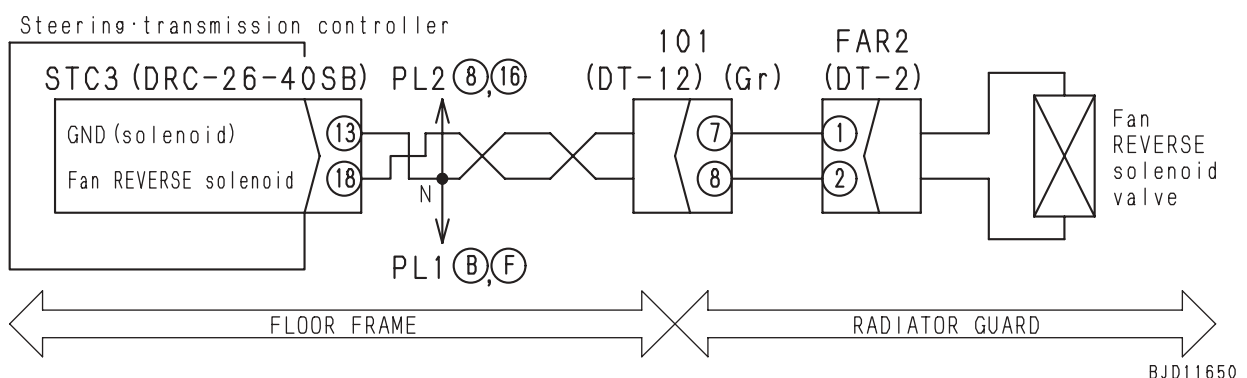 Steering·transmission controller
STC3 (DRC-26-40SB)
PL2 (8),(16)
101
(DT-12) (Gr)
FAR2
(DT-2)
GND (solenoid)
13
Fan REVERSE solenoid
18
N
PL1 (B),(F)
7
8
1
2
Fan
REVERSE
solenoid
valve
FLOOR FRAME
RADIATOR GUARD
BJD11650